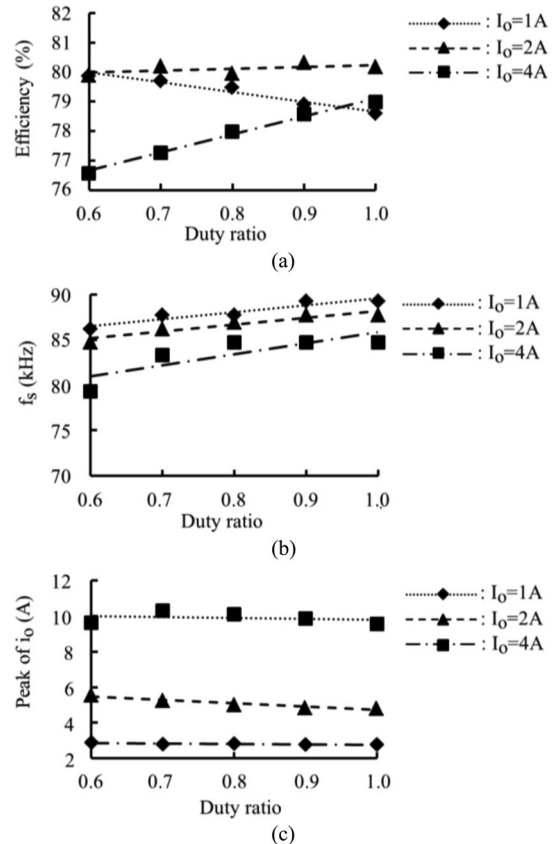 82
81
80
79
78
77
76
Efficiency (%)
0.6 0.7 0.8 0.9 1.0
Duty ratio
: Io=1A
: Io=2A
: Io=4A
(a)
90
85
80
75
70
fs (kHz)
0.6 0.7 0.8 0.9 1.0
Duty ratio
: Io=1A
: Io=2A
: Io=4A
(b)
12
10
8
6
4
2
Peak of io (A)
0.6 0.7 0.8 0.9 1.0
Duty ratio
: Io=1A
: Io=2A
: Io=4A
(c)